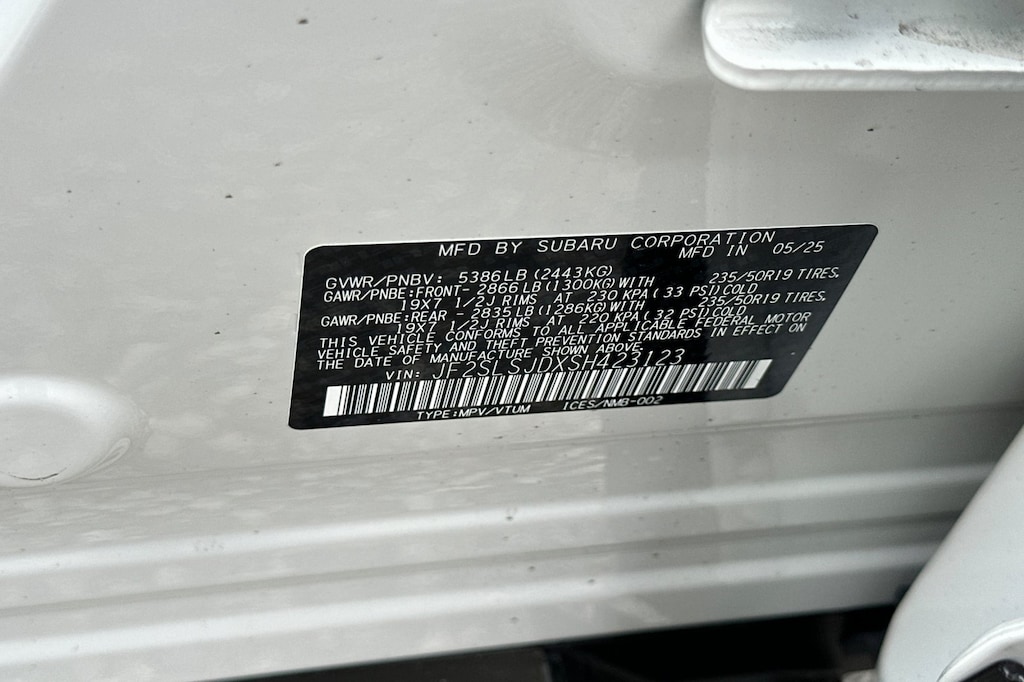 MFD BY SUBARU CORPORATION
MFD IN 05/25
GVWR/PNBV: 5386LB(2443KG)
GAWR/PNBE:FRONT- 2866LB(1300KG)WITH 235/50R19 TIRES.
19X7 1/2J RIMS AT 230 KPA(33 PSI)COLD
GAWR/PNBE:REAR - 2835LB(1286KG)WITH 235/50R19 TIRES.
19X7 1/2J RIMS AT 220 KPA(32 PSI)COLD
THIS VEHICLE CONFORMS TO ALL APPLICABLE FEDERAL MOTOR
VEHICLE SAFETY AND THEFT PREVENTION STANDARDS IN EFFECT ON
THE DATE OF MANUFACTURE SHOWN ABOVE.
VIN: JF2SLSJDXSH423123
TYPE:MPV/VTUM ICES/NMB-002